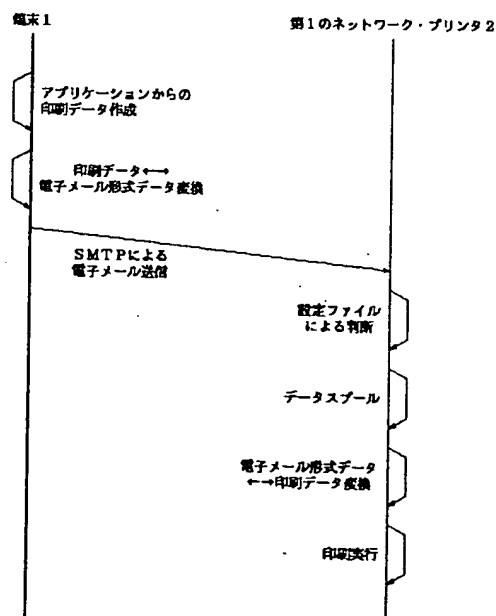 端末1
第1のネットワーク・プリンタ2
アプリケーションからの
印刷データ作成
印刷データ←→
電子メール形式データ変換
SMTPによる
電子メール送信
設定ファイル
による判断
データスプール
電子メール形式データ
←→印刷データ変換
印刷実行